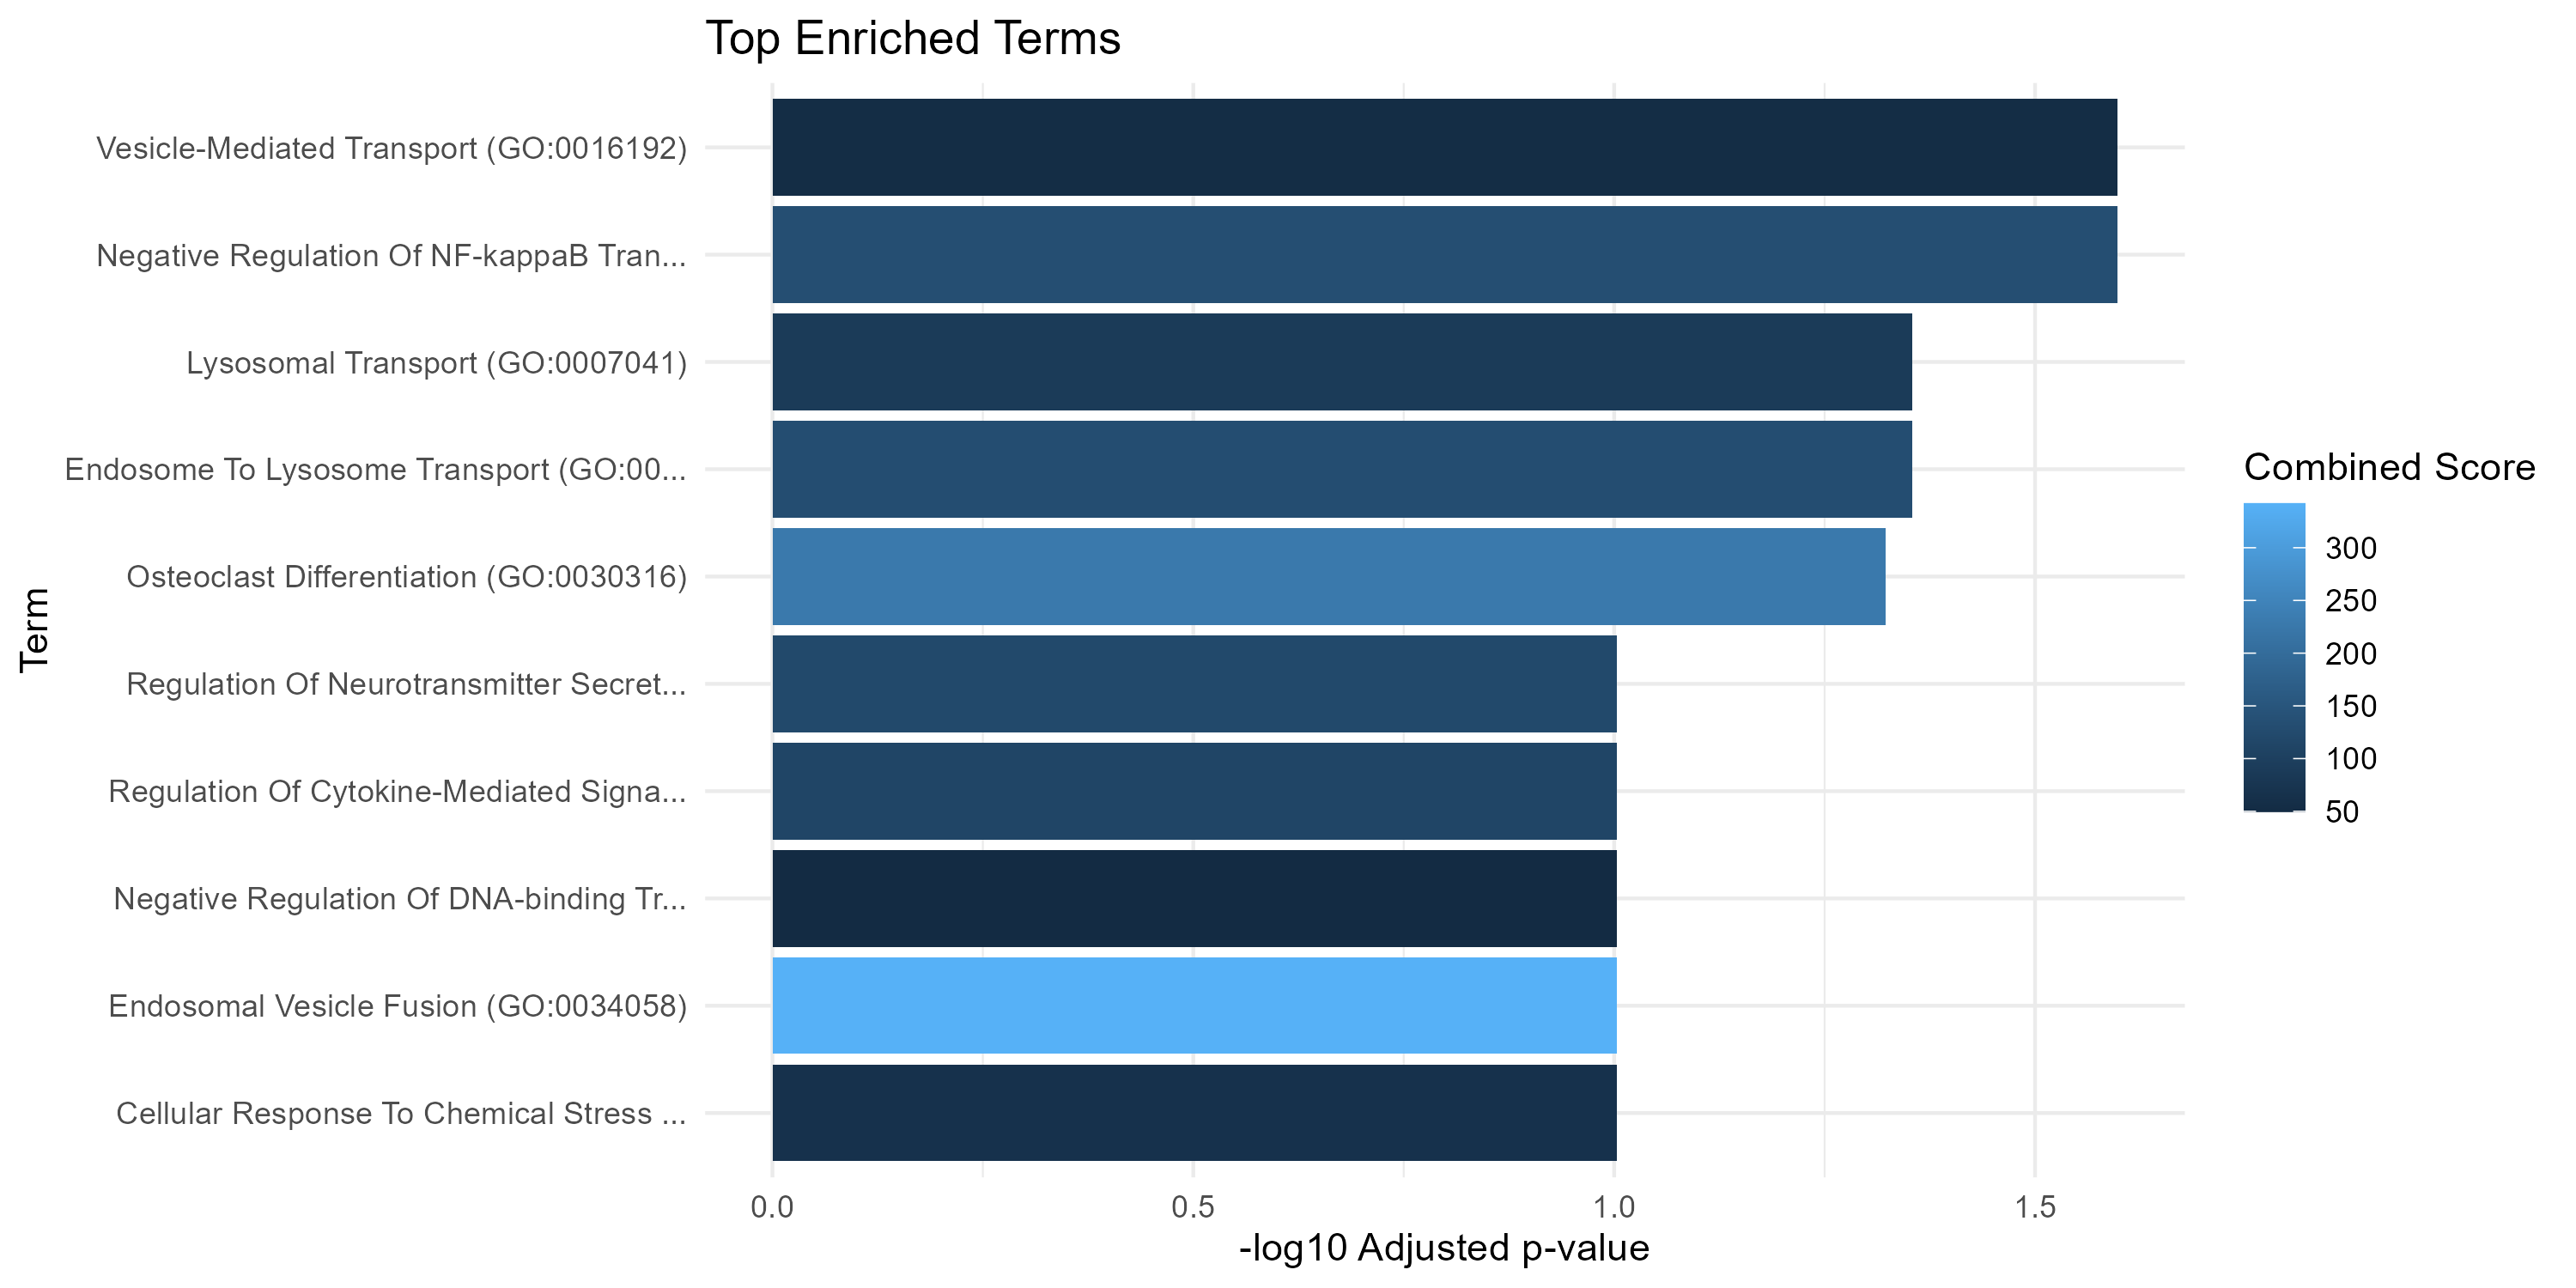 Top Enriched Terms
Vesicle-Mediated Transport (GO:0016192)
Negative Regulation Of NF-kappaB Tran...
Lysosomal Transport (GO:0007041)
Endosome To Lysosome Transport (GO:00...
Osteoclast Differentiation (GO:0030316)
Regulation Of Neurotransmitter Secret...
Regulation Of Cytokine-Mediated Signa...
Negative Regulation Of DNA-binding Tr...
Endosomal Vesicle Fusion (GO:0034058)
Cellular Response To Chemical Stress ...
Term
0.0
0.5
1.0
1.5
-log10 Adjusted p-value
Combined Score
300
250
200
150
100
50